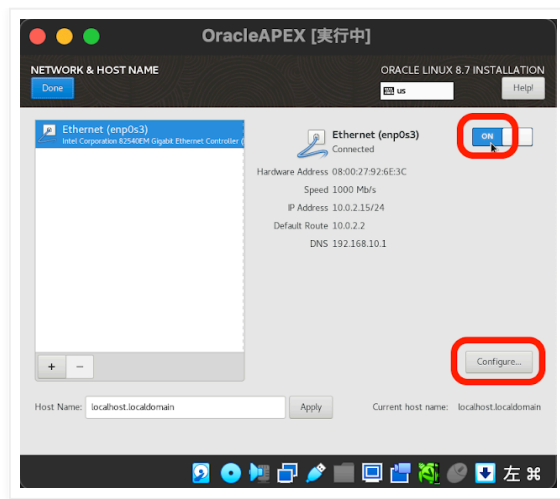 OracleAPEX [実行中]
NETWORK & HOST NAME
ORACLE LINUX 8.7 INSTALLATION
Done
us
Help!
Ethernet (enp0s3)
Intel Corporation 82540EM Gigabit Ethernet Controller (
Ethernet (enp0s3)
Connected
ON
Hardware Address 08:00:27:92:6E:3C
Speed 1000 Mb/s
IP Address 10.0.2.15/24
Default Route 10.0.2.2
DNS 192.168.10.1
+ −
Configure...
Host Name: localhost.localdomain Apply Current host name: localhost.localdomain
左 ⌘